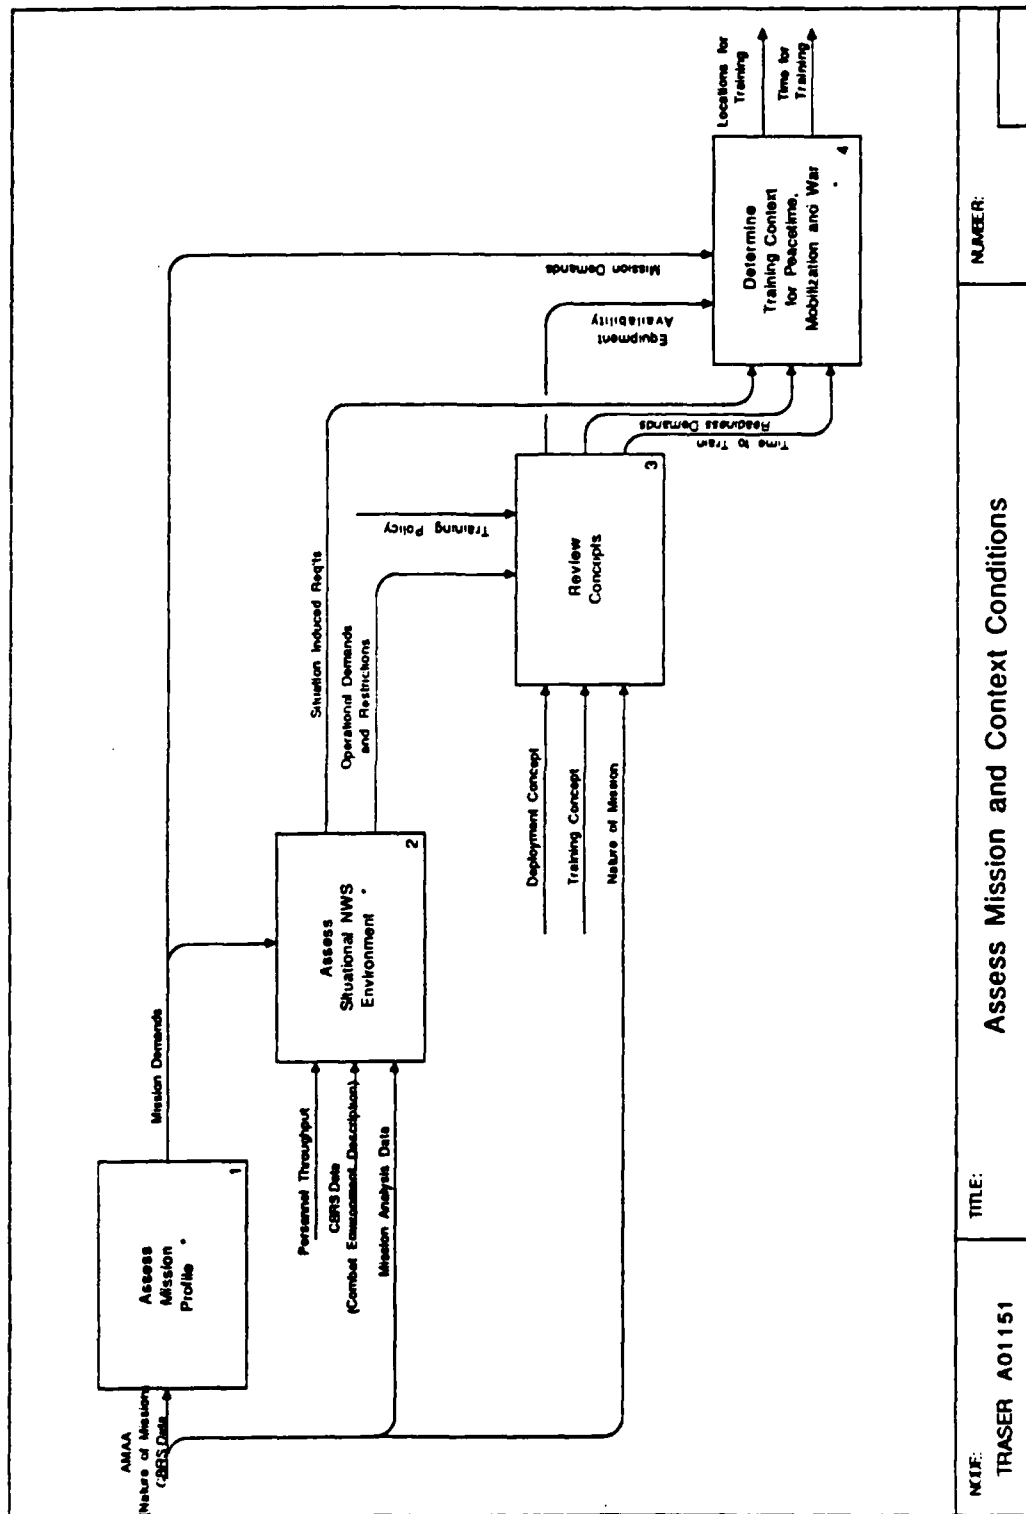 AMAA
(Nature of Mission)
CBRS Data
Assess
Mission
Profile *
1
Mission Demands
Personnel Throughput
CBRS Data
(Combat Environment Description)
Mission Analysis Data
Assess
Situational NWS
Environment *
2
Situation Induced Req'ts
Operational Demands
and Restrictions
Training Policy
Deployment Concept
Training Concept
Nature of Mission
Review
Concepts
3
Equipment
Availability
Mission Demands
Readiness Demands
Time to Train
Determine
Training Context
for Peacetime,
Mobilization and War
*
4
Locations for
Training
Time for
Training
NODE:
TRASER A01151
TITLE:
Assess Mission and Context Conditions
NUMBER: